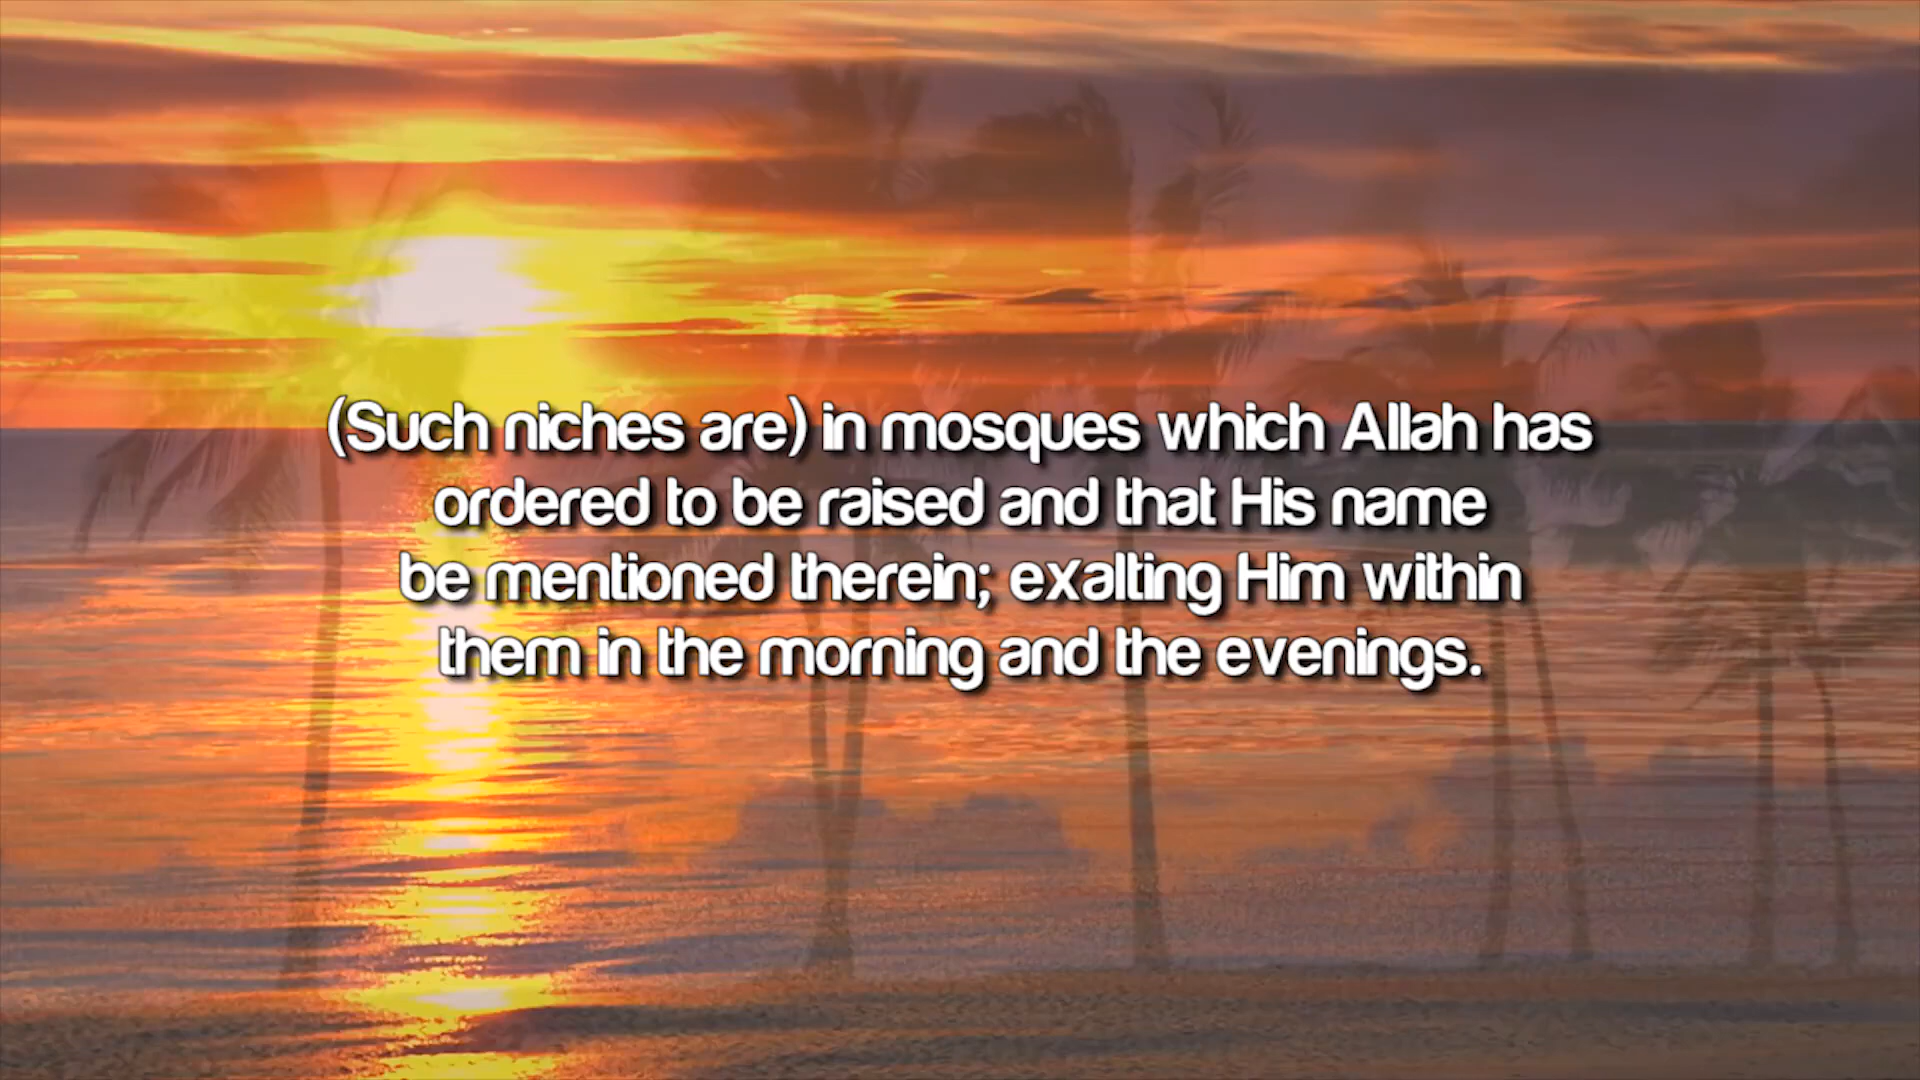 (Such niches are) in mosques which Allah has
ordered to be raised and that His name
be mentioned therein; exalting Him within
them in the morning and the evenings.